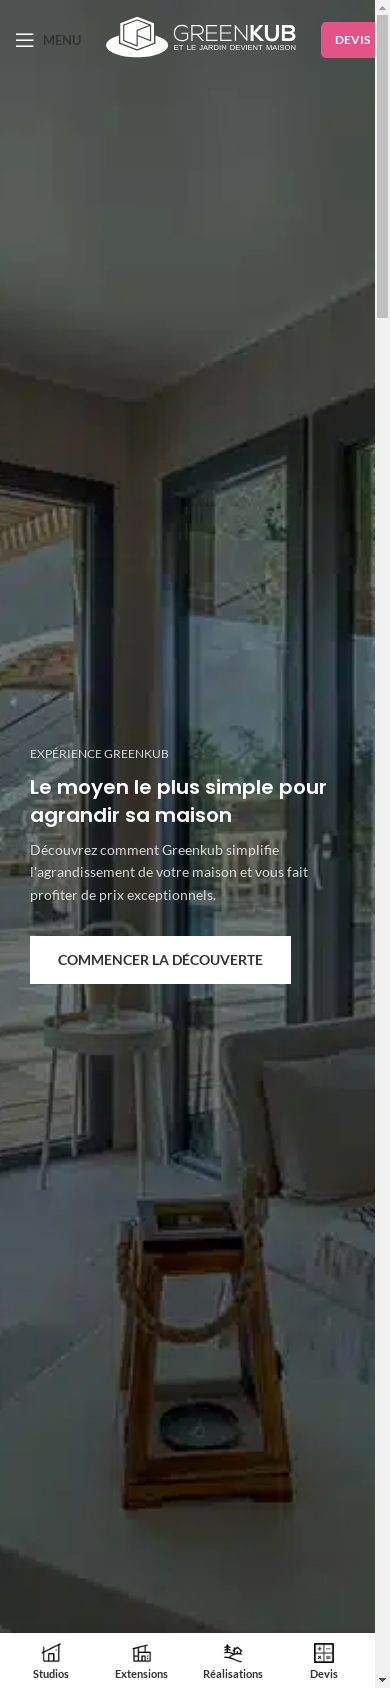 MENU
GREENKUB
ET LE JARDIN DEVIENT MAISON
DEVIS
EXPÉRIENCE GREENKUB
Le moyen le plus simple pour
agrandir sa maison
Découvrez comment Greenkub simplifie
l'agrandissement de votre maison et vous fait
profiter de prix exceptionnels.
COMMENCER LA DÉCOUVERTE
Studios
Extensions
Réalisations
Devis